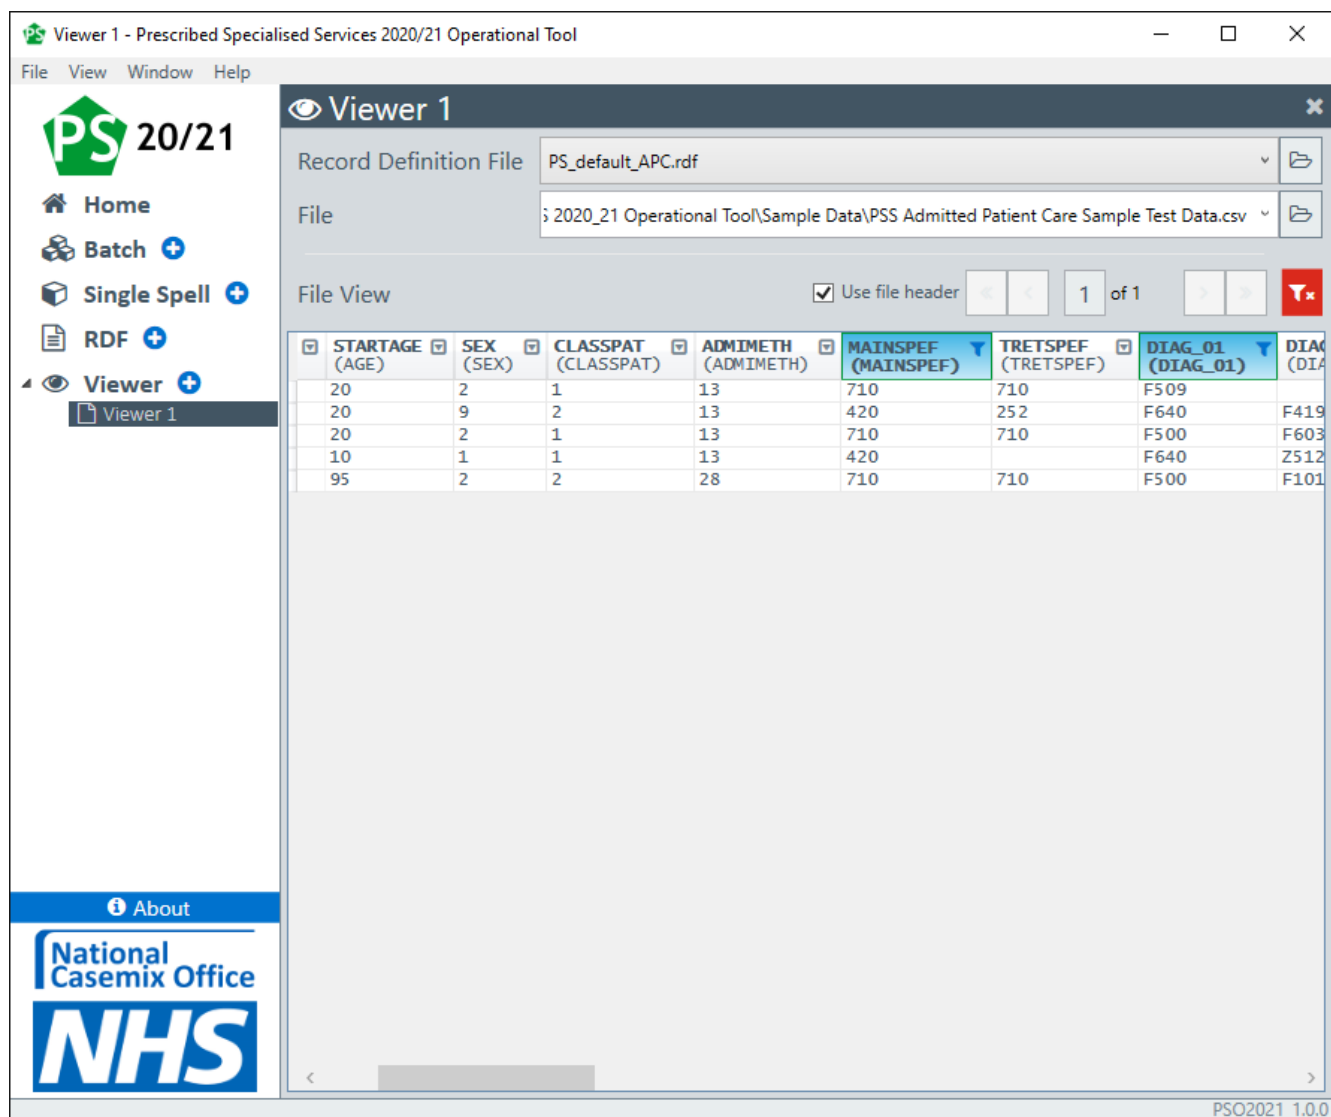 PS Viewer 1 - Prescribed Specialised Services 2020/21 Operational Tool
File View Window Help
PS 20/21
Home
Batch
Single Spell
RDF
Viewer
Viewer 1
About
National
Casemix Office
NHS
Viewer 1
Record Definition File PS_default_APC.rdf
File S 2020_21 Operational Tool\Sample Data\PSS Admitted Patient Care Sample Test Data.csv
File View Use file header 1 of 1
STARTAGE SEX CLASSPAT ADMIMETH MAINSPEF TRETSPEF DIAG_01 DIAG
(AGE) (SEX) (CLASSPAT) (ADMIMETH) (MAINSPEF) (TRETSPEF) (DIAG_01) (DIA
20 2 1 13 710 710 F509
20 9 2 13 420 252 F640 F419
20 2 1 13 710 710 F500 F603
10 1 1 13 420 F640 Z512
95 2 2 28 710 710 F500 F101
PSO2021 1.0.0